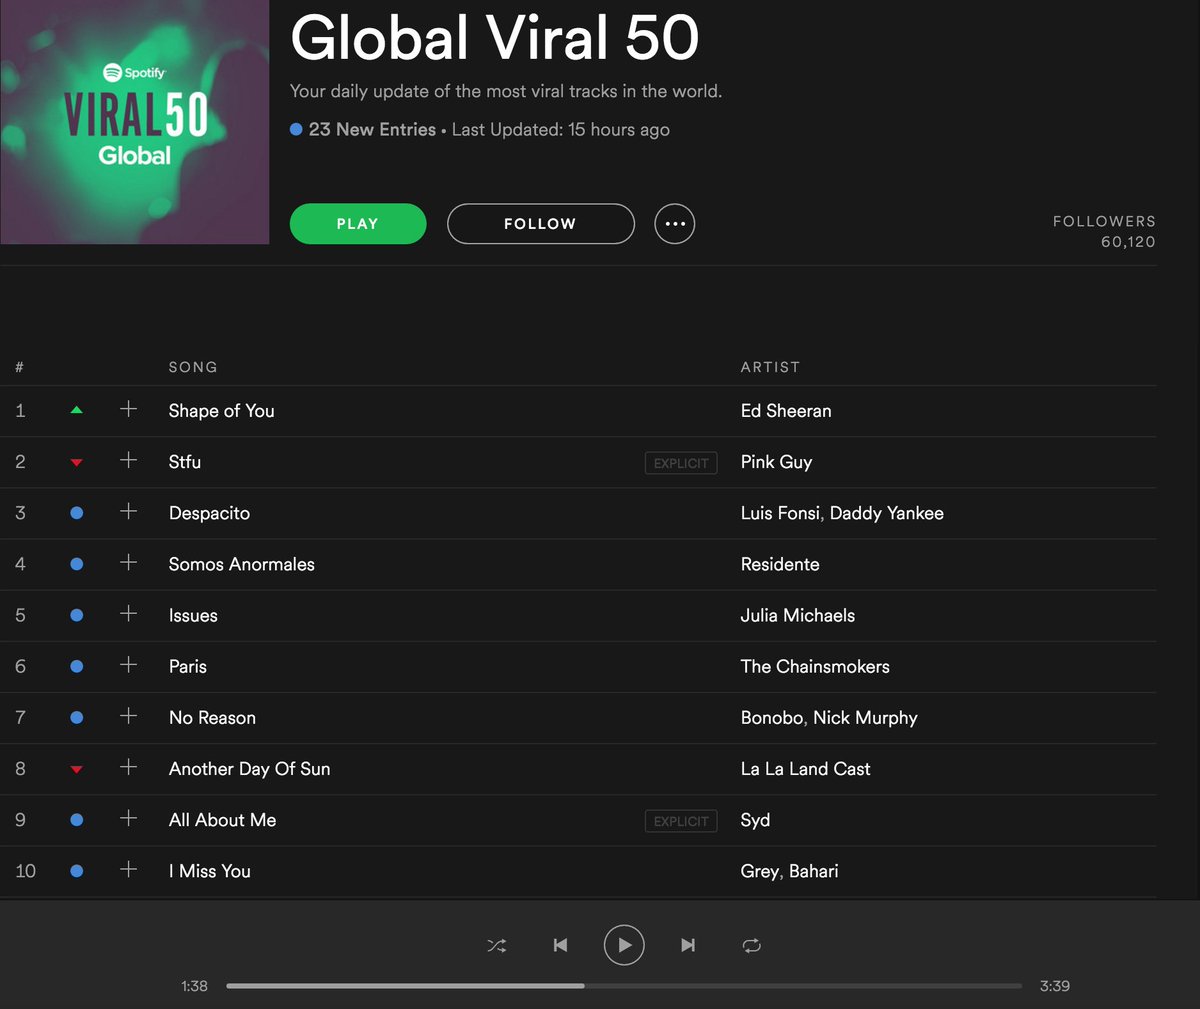 Global Viral 50
Spotify
VIRAL50
Global
Your daily update of the most viral tracks in the world.
23 New Entries • Last Updated: 15 hours ago
PLAY FOLLOW
FOLLOWERS
60,120
# SONG ARTIST
1 Shape of You Ed Sheeran
2 Stfu EXPLICIT Pink Guy
3 Despacito Luis Fonsi, Daddy Yankee
4 Somos Anormales Residente
5 Issues Julia Michaels
6 Paris The Chainsmokers
7 No Reason Bonobo, Nick Murphy
8 Another Day Of Sun La La Land Cast
9 All About Me EXPLICIT Syd
10 I Miss You Grey, Bahari
1:38 3:39